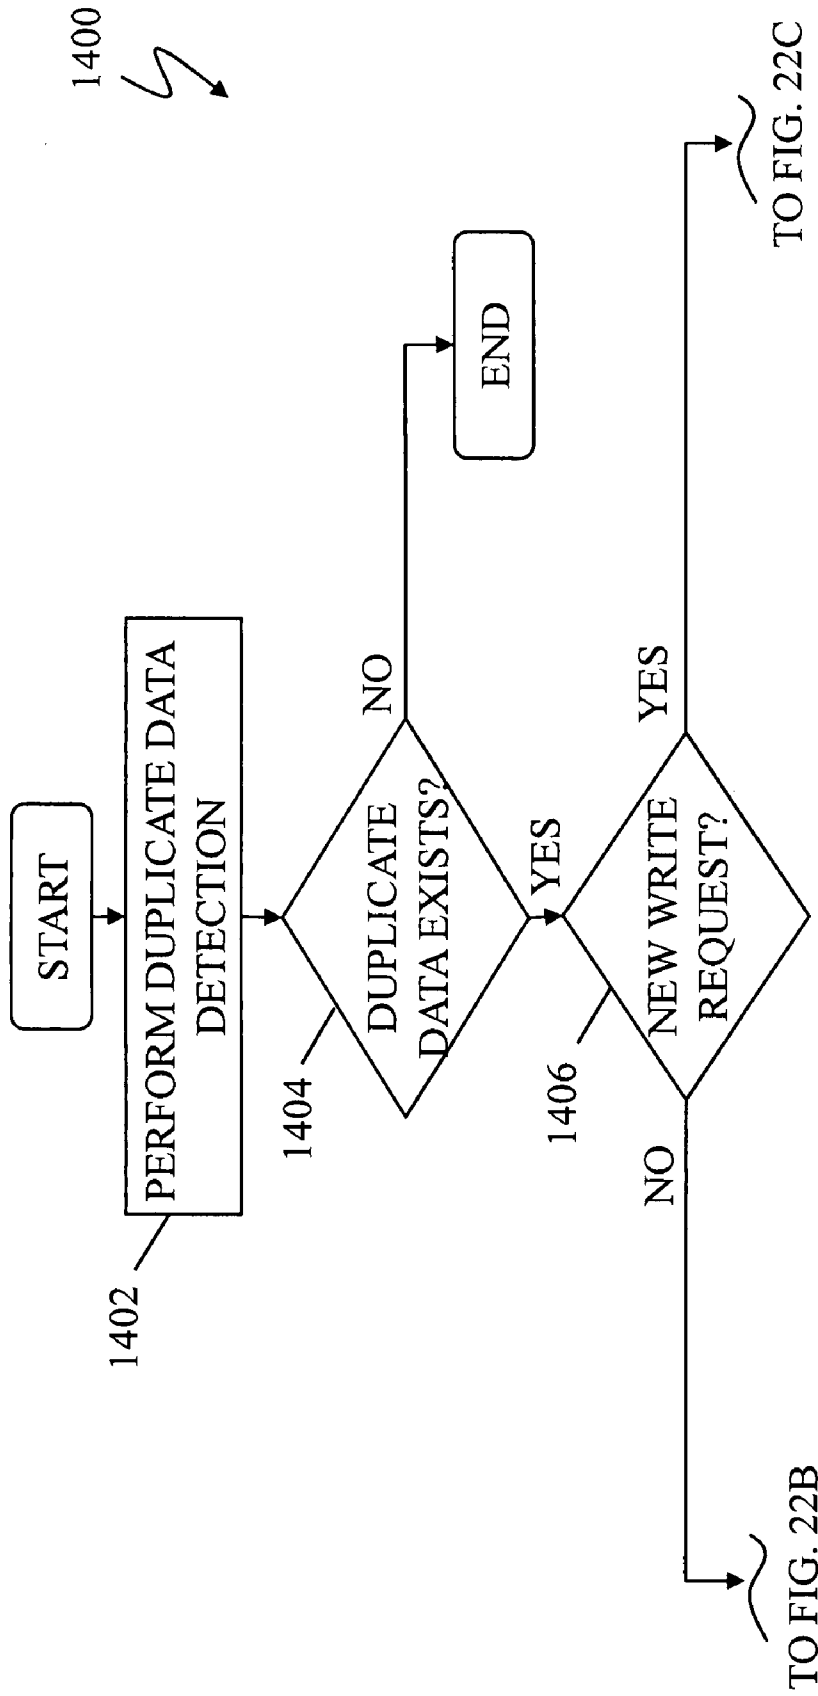 1400
START
PERFORM DUPLICATE DATA
DETECTION
1402
DUPLICATE
DATA EXISTS?
1404
NO
END
YES
NEW WRITE
REQUEST?
1406
NO
YES
TO FIG. 22B
TO FIG. 22C